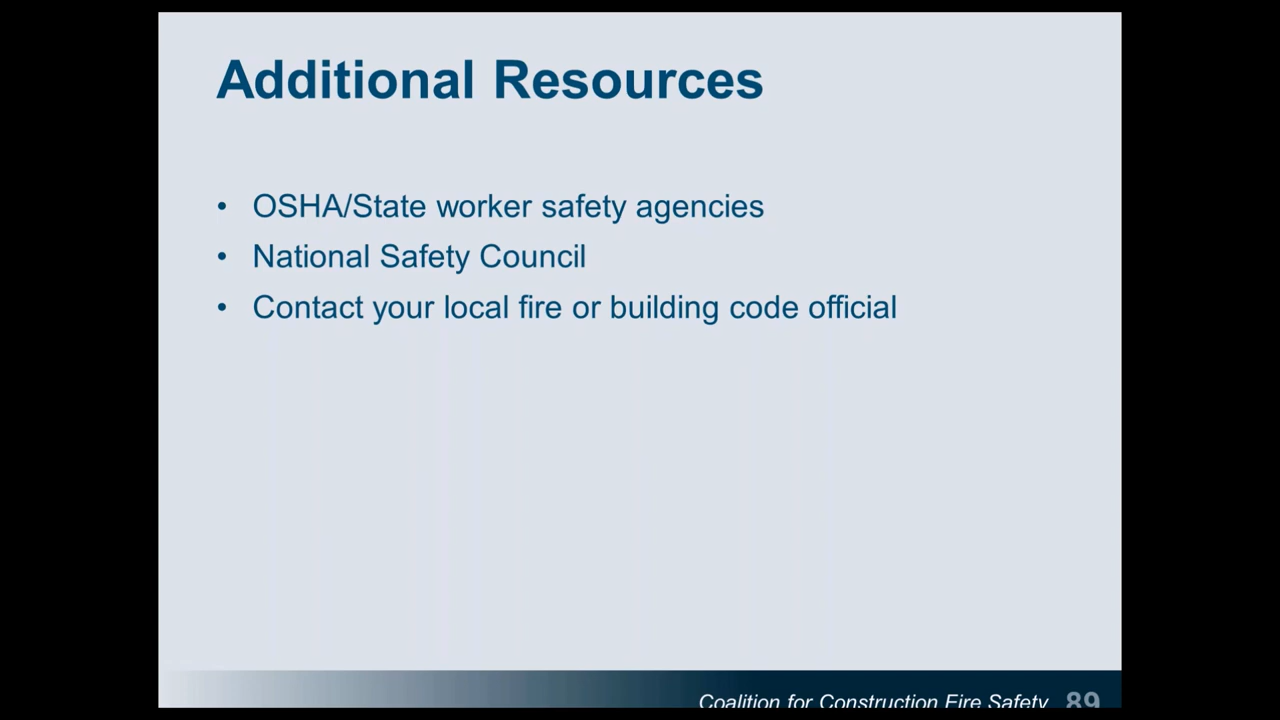 Additional Resources
• OSHA/State worker safety agencies
• National Safety Council
• Contact your local fire or building code official
Coalition for Construction Fire Safety 89